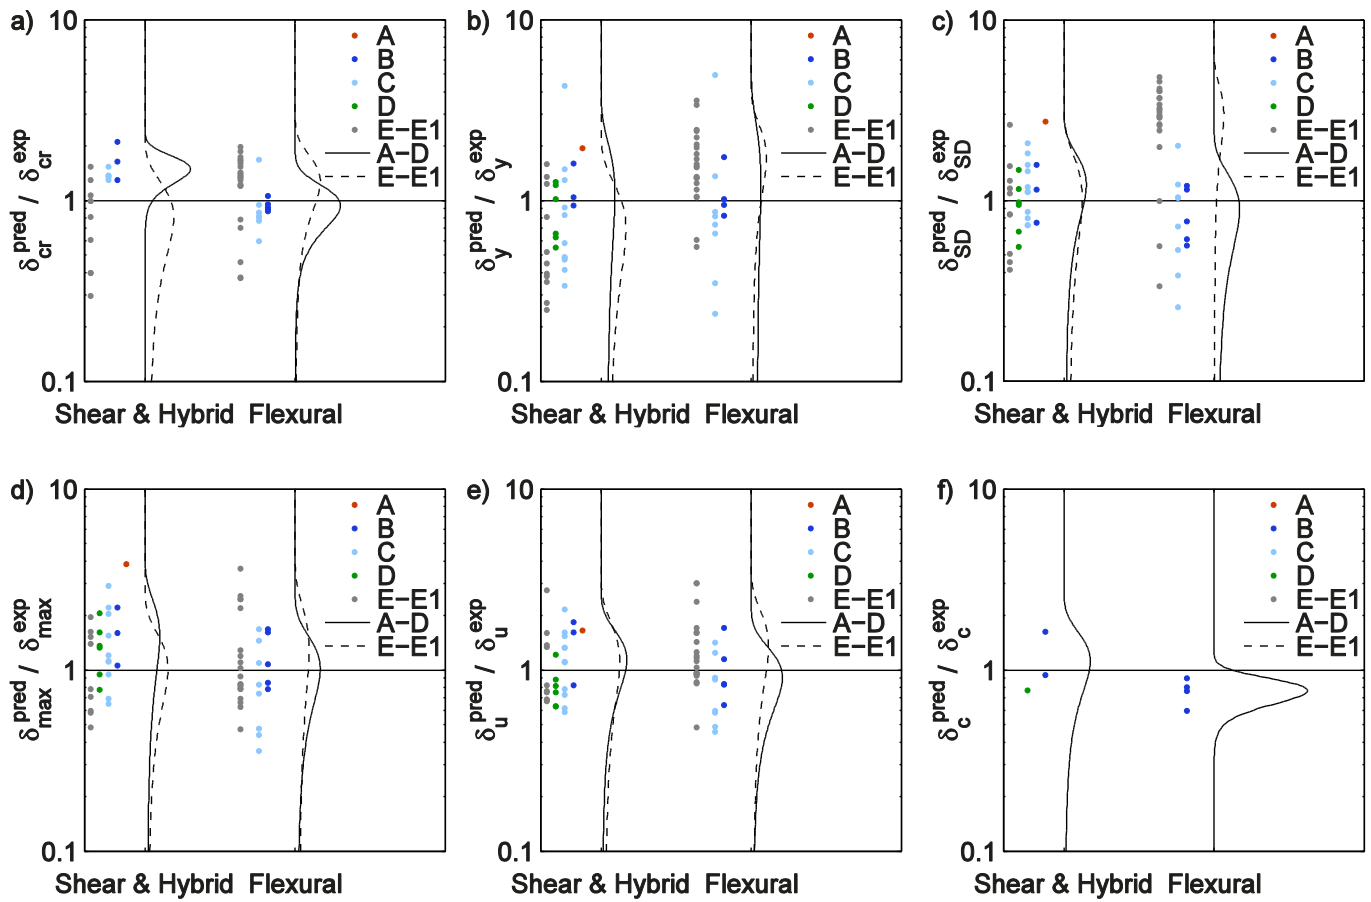 a) 10
1
0.1
δcr^pred / δcr^exp
A
B
C
D
E−E1
A−D
E−E1
Shear & Hybrid Flexural
b) 10
1
0.1
δy^pred / δy^exp
A
B
C
D
E−E1
A−D
E−E1
Shear & Hybrid Flexural
c) 10
1
0.1
δSD^pred / δSD^exp
A
B
C
D
E−E1
A−D
E−E1
Shear & Hybrid Flexural
d) 10
1
0.1
δmax^pred / δmax^exp
A
B
C
D
E−E1
A−D
E−E1
Shear & Hybrid Flexural
e) 10
1
0.1
δu^pred / δu^exp
A
B
C
D
E−E1
A−D
E−E1
Shear & Hybrid Flexural
f) 10
1
0.1
δc^pred / δc^exp
A
B
C
D
E−E1
A−D
E−E1
Shear & Hybrid Flexural